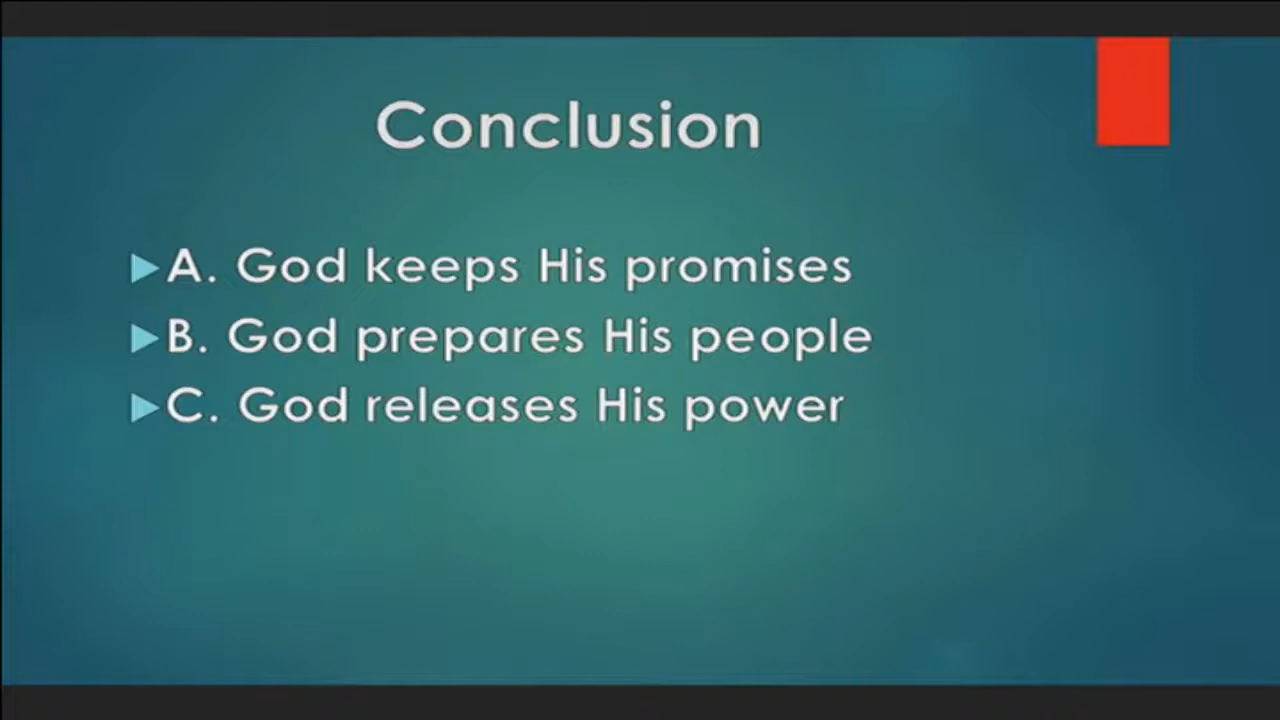 Conclusion
A. God keeps His promises
B. God prepares His people
C. God releases His power